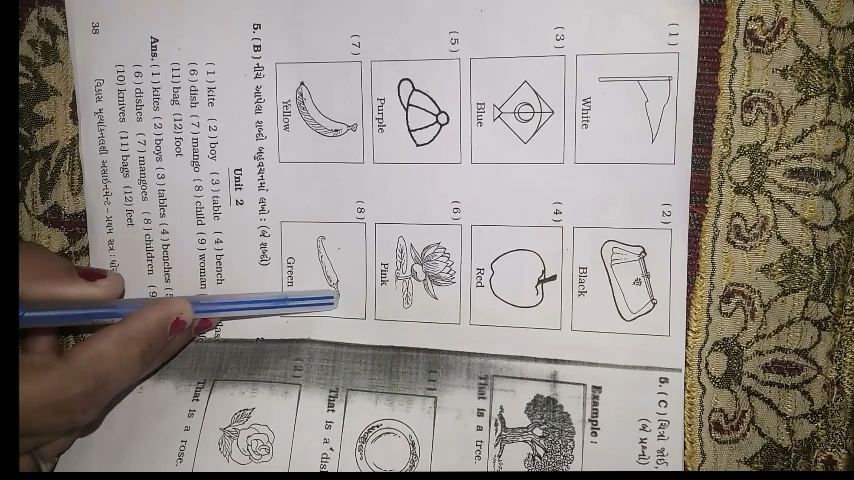 (1)
White
(2)
Black
(3)
Blue
(4)
Red
(5)
Purple
(6)
Pink
(7)
Yellow
(8)
Green
Unit 2
5. (B) નીચે આપેલા શબ્દો બહુવચનમાં લખો : (બે શબ્દો)
(1) kite (2) boy (3) table (4) bench
(6) dish (7) mango (8) child (9) woman
(11) bag (12) foot
Ans. (1) kites (2) boys (3) tables (4) benches
(6) dishes (7) mangoes (8) children
(10) knives (11) bags (12) feet
38
5. (C) ચિત્રો જોઈ,
Example :
That is a tree.
(1)
That is a
(2)
That is a rose.